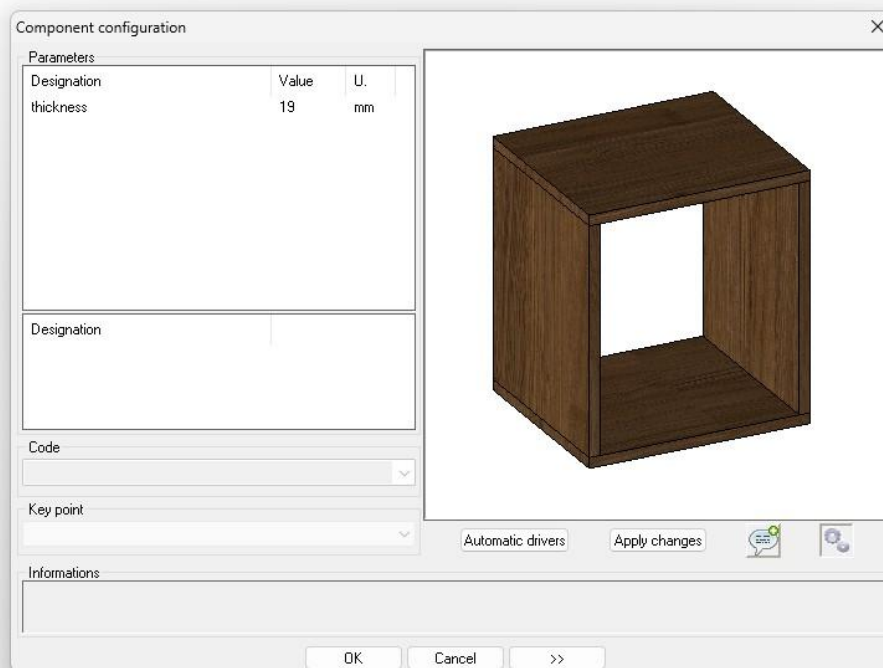 Component configuration
Parameters
Designation Value U.
thickness 19 mm
Designation
Code
Key point
Automatic drivers Apply changes
Informations
OK Cancel >>